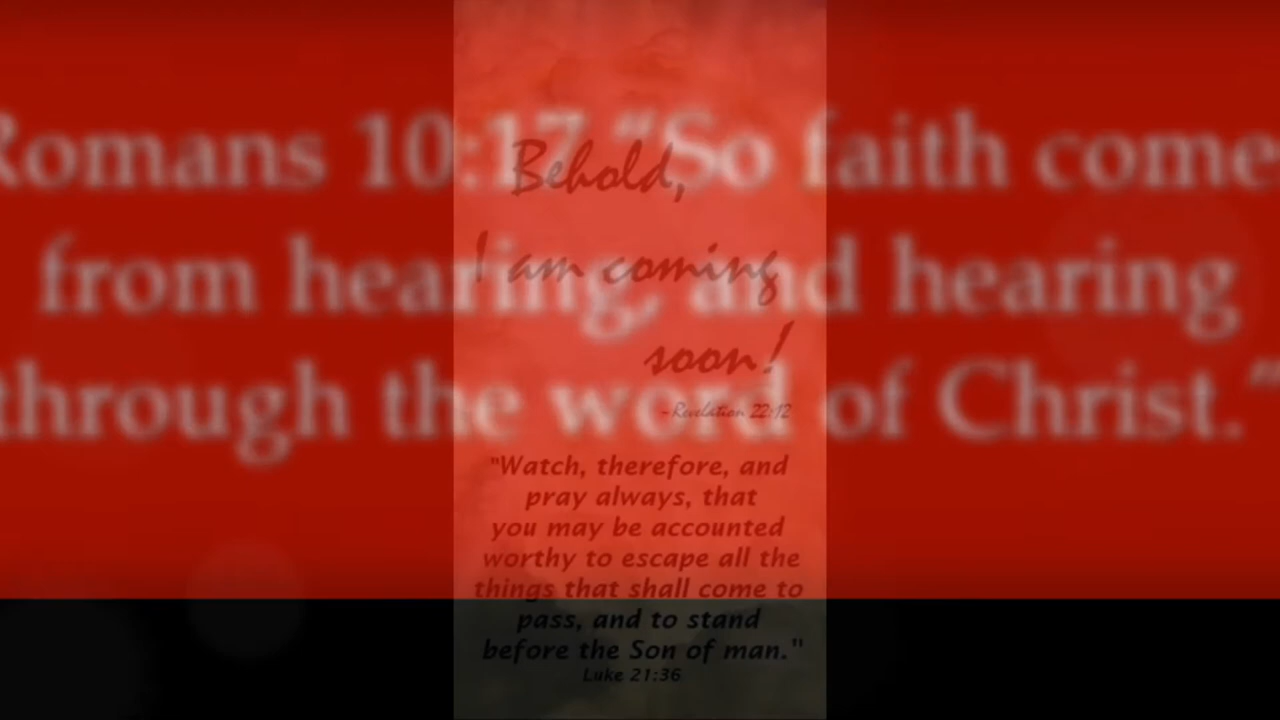 Romans 10:17 “So faith come
from hearing, and hearing
through the word of Christ.”
Behold,
I am coming
soon!
~Revelation 22:12
"Watch, therefore, and
pray always, that
you may be accounted
worthy to escape all the
things that shall come to
pass, and to stand
before the Son of man."
Luke 21:36